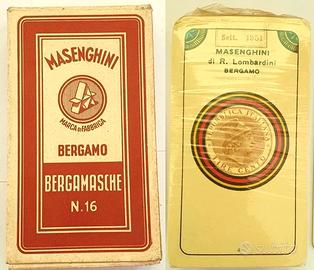 MASENGHINI
MARCA DI FABBRICA
BERGAMO
BERGAMASCHE
N.16
Sett. 1951
MASENGHINI
di R. Lombardini
BERGAMO
REPUBBLICA ITALIANA
LIRE CENTO